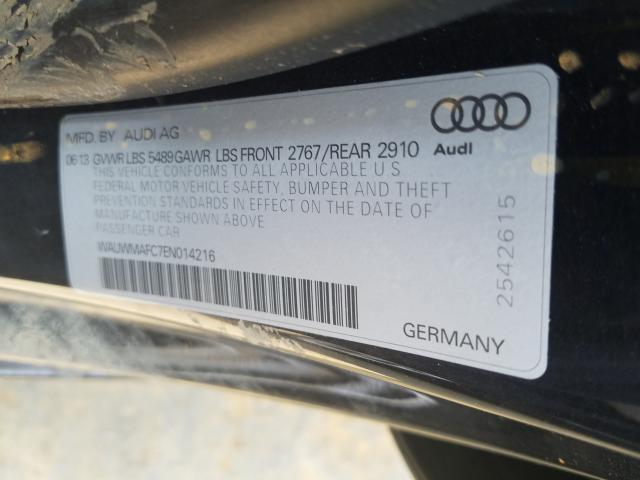 MFD. BY AUDI AG
0613 GVWR LBS 5489 GAWR LBS FRONT 2767/REAR 2910
Audi
THIS VEHICLE CONFORMS TO ALL APPLICABLE U S
FEDERAL MOTOR VEHICLE SAFETY, BUMPER AND THEFT
PREVENTION STANDARDS IN EFFECT ON THE DATE OF
MANUFACTURE SHOWN ABOVE
PASSENGER CAR
WAUWMAFC7EN014216
2542615
GERMANY